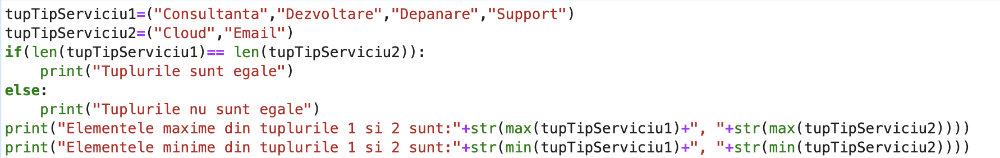 tupTipServiciu1=("Consultanta","Dezvoltare","Depanare","Support")
tupTipServiciu2=("Cloud","Email")
if(len(tupTipServiciu1)== len(tupTipServiciu2)):
    print("Tuplurile sunt egale")
else:
    print("Tuplurile nu sunt egale")
print("Elementele maxime din tuplurile 1 si 2 sunt:"+str(max(tupTipServiciu1)+", "+str(max(tupTipServiciu2))))
print("Elementele minime din tuplurile 1 si 2 sunt:"+str(min(tupTipServiciu1)+", "+str(min(tupTipServiciu2))))